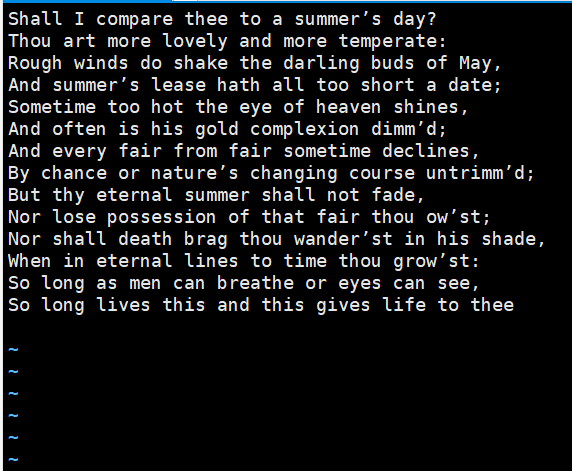 Shall I compare thee to a summer’s day?
Thou art more lovely and more temperate:
Rough winds do shake the darling buds of May,
And summer’s lease hath all too short a date;
Sometime too hot the eye of heaven shines,
And often is his gold complexion dimm’d;
And every fair from fair sometime declines,
By chance or nature’s changing course untrimm’d;
But thy eternal summer shall not fade,
Nor lose possession of that fair thou ow’st;
Nor shall death brag thou wander’st in his shade,
When in eternal lines to time thou grow’st:
So long as men can breathe or eyes can see,
So long lives this and this gives life to thee

~
~
~
~
~
~